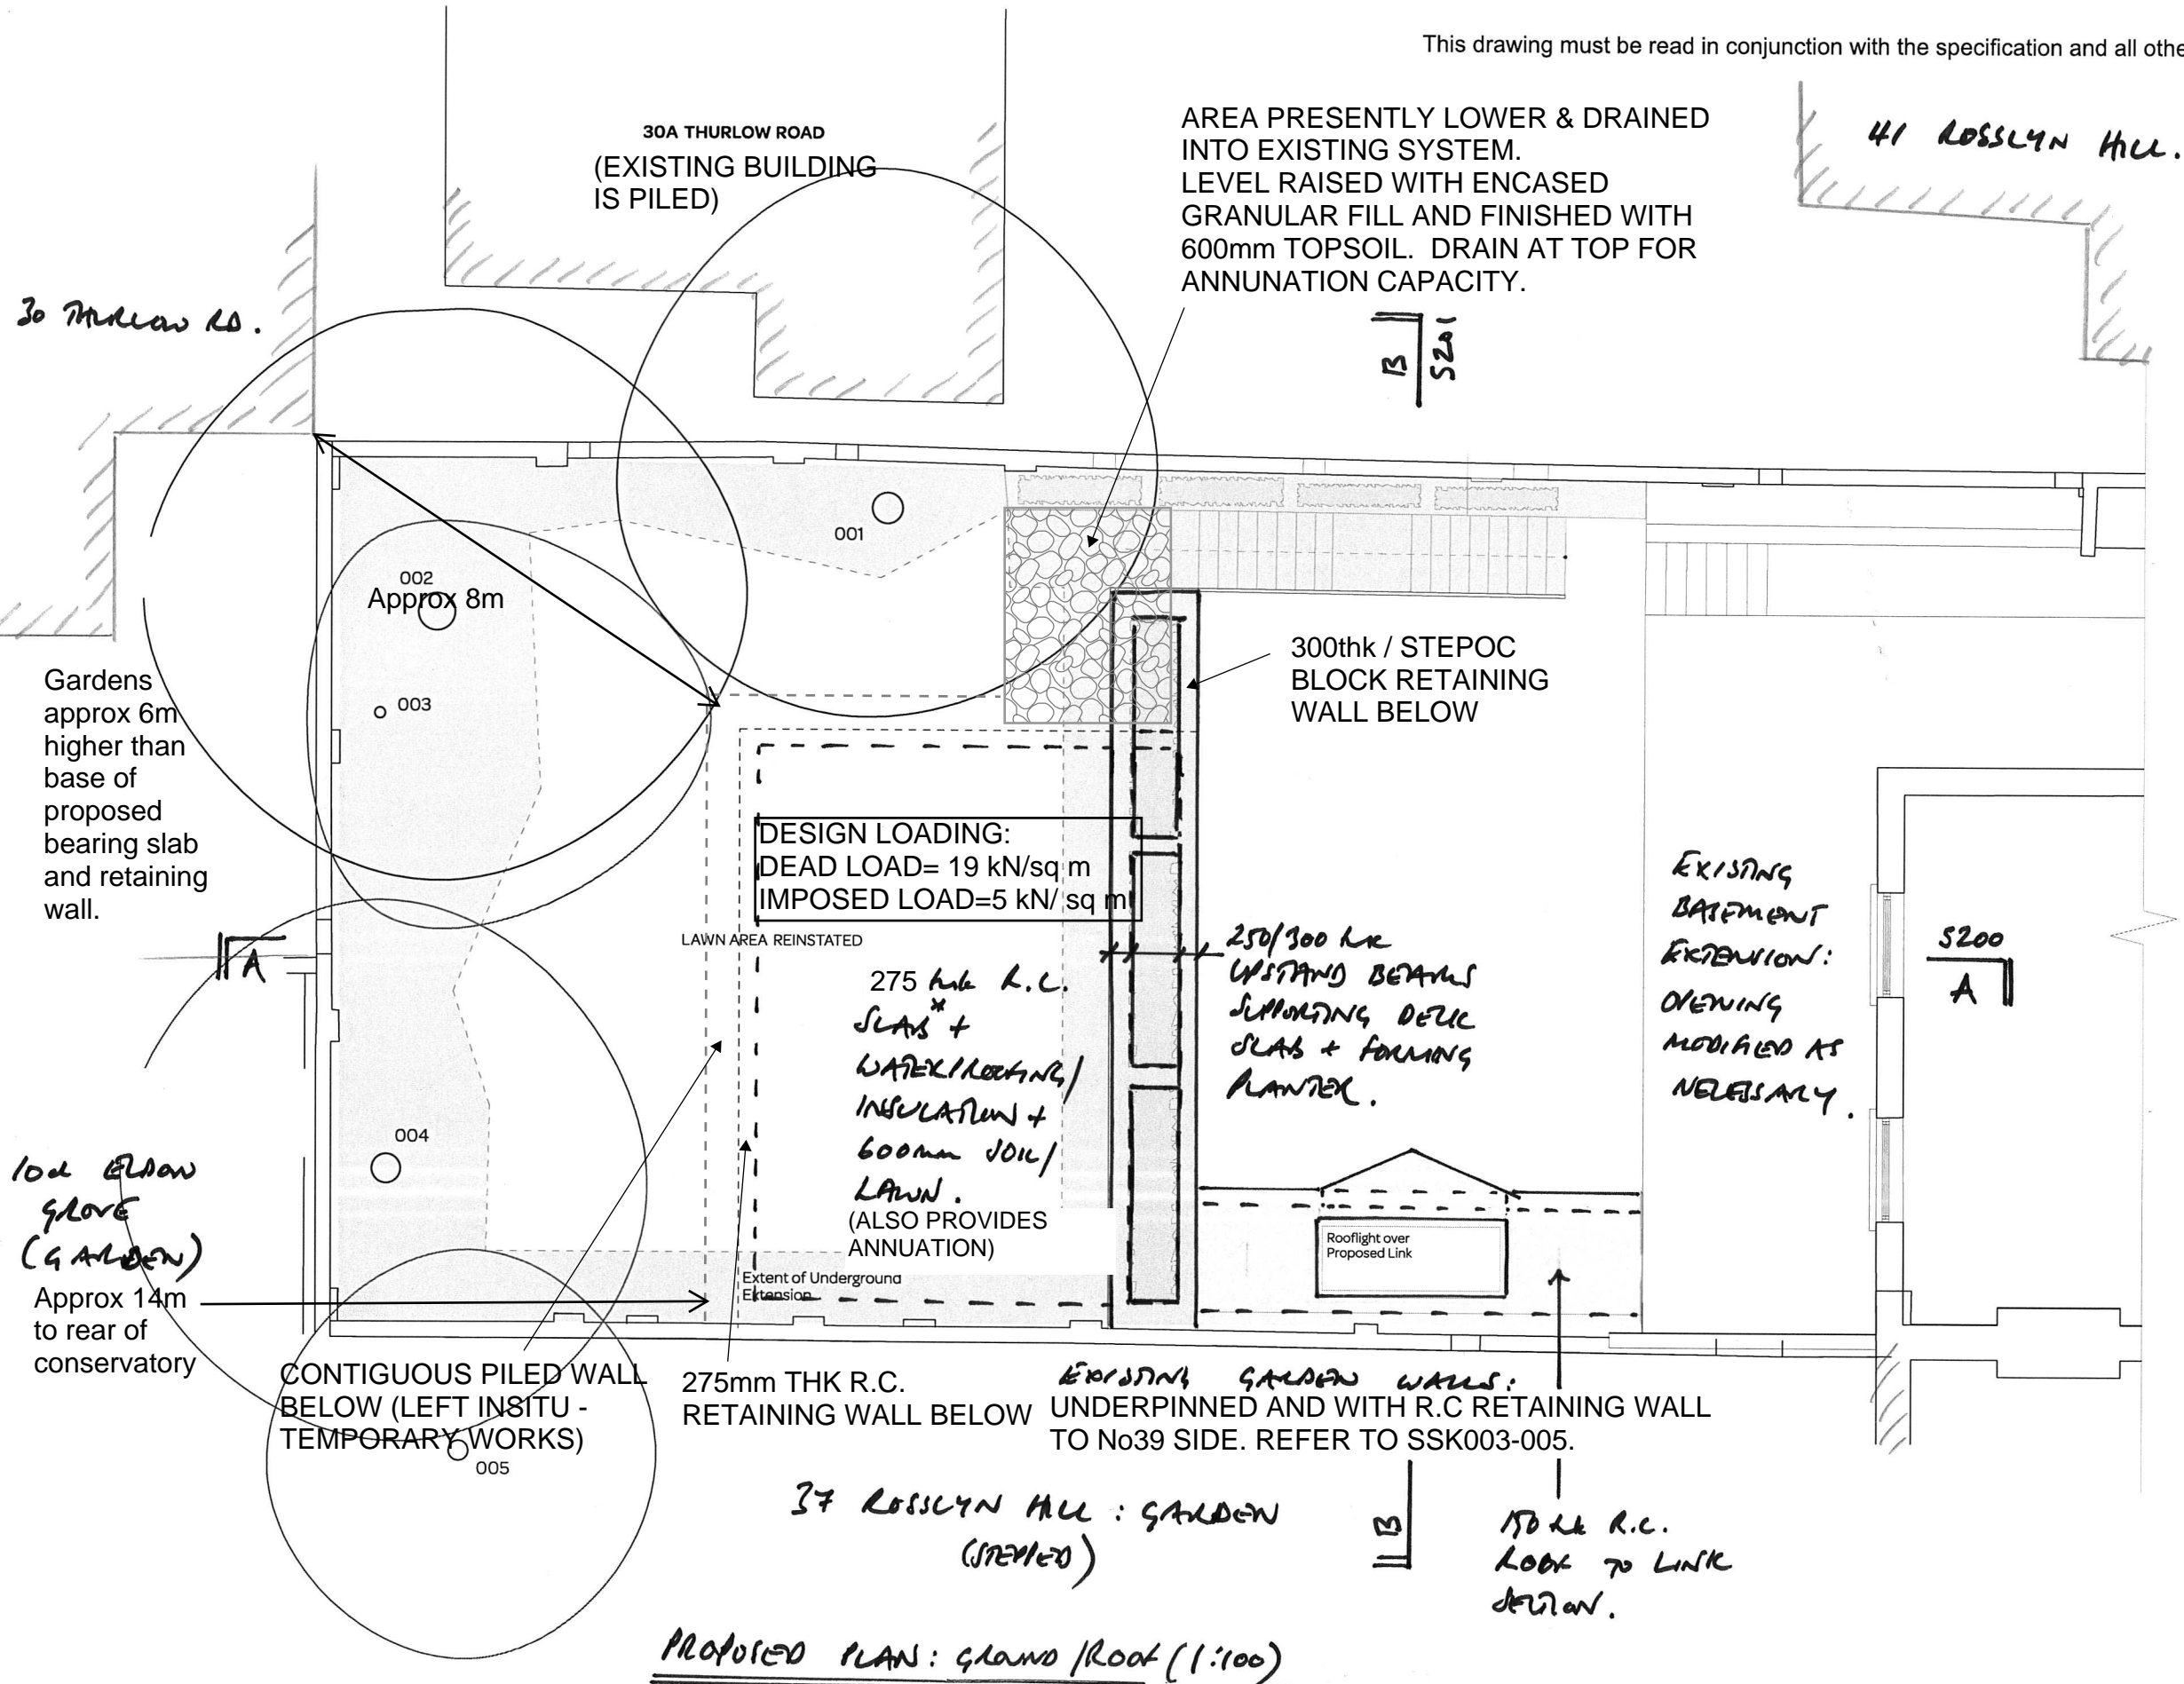 This drawing must be read in conjunction with the specification and all othe
30A THURLOW ROAD
(EXISTING BUILDING
IS PILED)
AREA PRESENTLY LOWER & DRAINED
INTO EXISTING SYSTEM.
LEVEL RAISED WITH ENCASED
GRANULAR FILL AND FINISHED WITH
600mm TOPSOIL. DRAIN AT TOP FOR
ANNUNATION CAPACITY.
41 ROSSLYN HILL.
30 THURLOW RD.
B
S201
001
002
Approx 8m
003
Gardens
approx 6m
higher than
base of
proposed
bearing slab
and retaining
wall.
300thk / STEPOC
BLOCK RETAINING
WALL BELOW
DESIGN LOADING:
DEAD LOAD= 19 kN/sq m
IMPOSED LOAD=5 kN/ sq m
LAWN AREA REINSTATED
275 thk R.C.
SLAB* +
WATERPROOFING/
INSULATION +
600mm SOIL/
LAWN.
(ALSO PROVIDES
ANNUATION)
250/300 thk
UPSTAND BEAMS
SUPPORTING DECK
SLAB + FORMING
PLANTER.
EXISTING
BASEMENT
EXTENSION:
OPENING
MODIFIED AS
NECESSARY.
S200
A
A
004
10d ELDON
GROVE
(GARDEN)
Approx 14m
to rear of
conservatory
Extent of Underground
Extension
Rooflight over
Proposed Link
CONTIGUOUS PILED WALL
BELOW (LEFT INSITU -
TEMPORARY WORKS)
005
275mm THK R.C.
RETAINING WALL BELOW
EXISTING GARDEN WALLS:
UNDERPINNED AND WITH R.C RETAINING WALL
TO No39 SIDE. REFER TO SSK003-005.
37 ROSSLYN HILL : GARDEN
(STEPPED)
B
150 thk R.C.
ROOF TO LINK
SECTION.
PROPOSED PLAN: GROUND/ROOF (1:100)